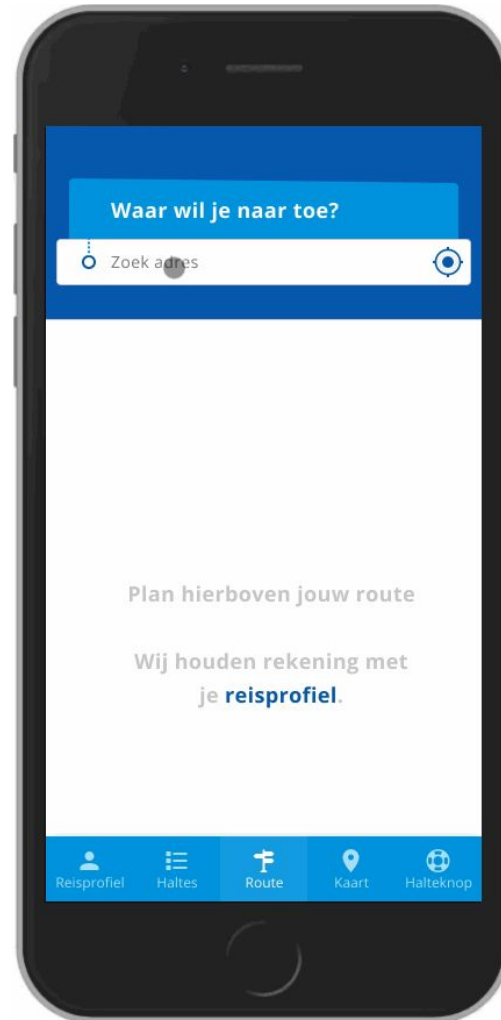 Waar wil je naar toe?
Zoek adres
Plan hierboven jouw route
Wij houden rekening met
je reisprofiel.
Reisprofiel Haltes Route Kaart Halteknop